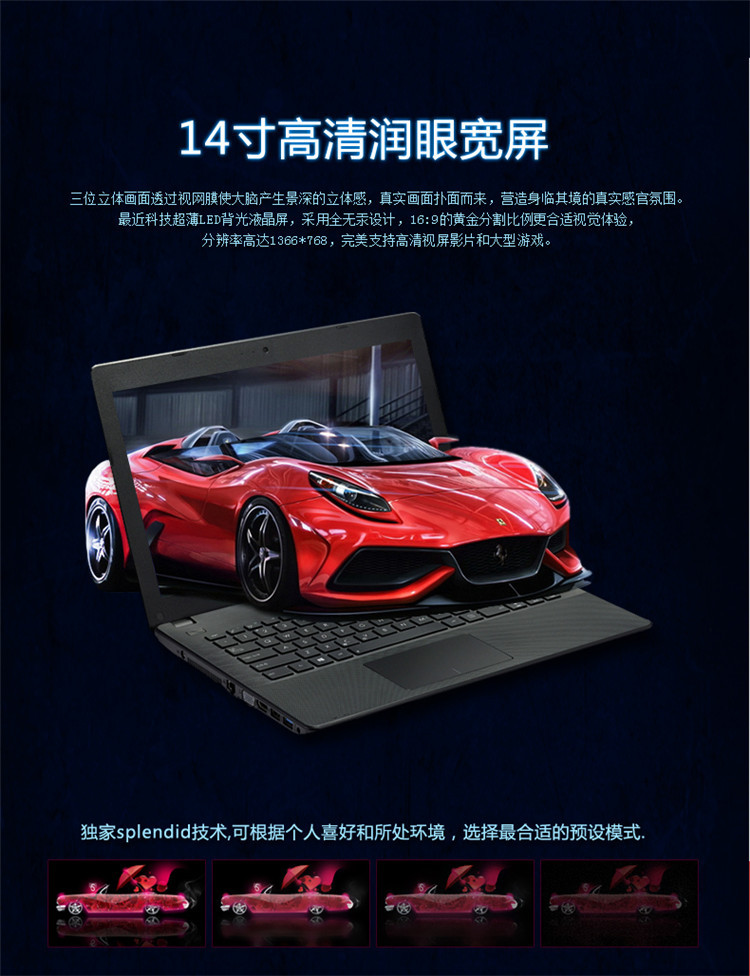 14寸高清润眼宽屏
三位立体画面透过视网膜使大脑产生景深的立体感，真实画面扑面而来，营造身临其境的真实感官氛围。
最近科技超薄LED背光液晶屏，采用全无汞设计，16:9的黄金分割比例更合适视觉体验，
分辨率高达1366*768，完美支持高清视屏影片和大型游戏。
独家splendid技术,可根据个人喜好和所处环境，选择最合适的预设模式.